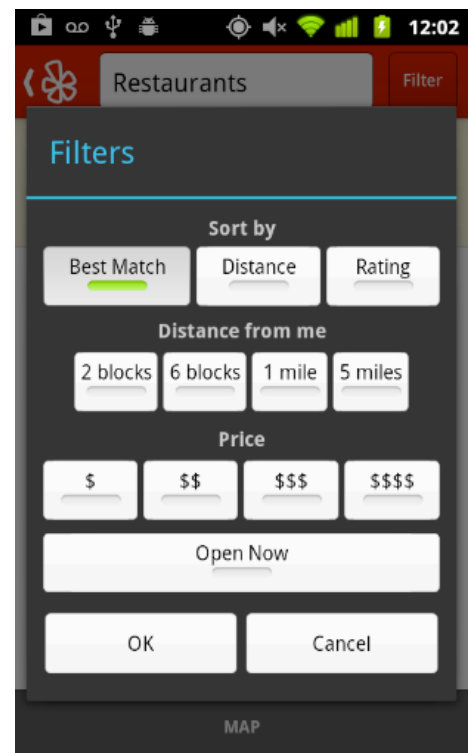 12:02
Restaurants
Filter
Filters
Sort by
Best Match Distance Rating
Distance from me
2 blocks 6 blocks 1 mile 5 miles
Price
$ $$ $$$ $$$$
Open Now
OK Cancel
MAP